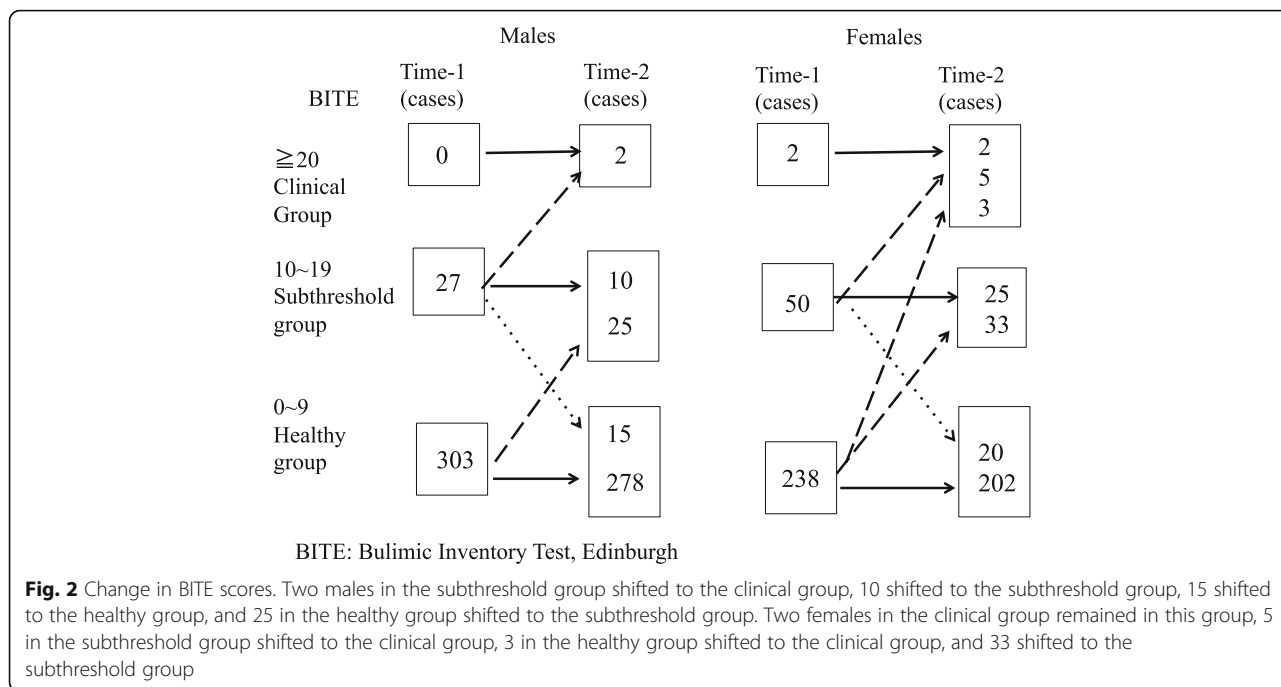 Males Females
Time-1 Time-2 Time-1 Time-2
BITE (cases) (cases) (cases) (cases)
≧20
Clinical
Group
0 2 2 2
5
3
10~19
Subthreshold
group
27 10 50 25
25 33
0~9
Healthy
group
303 15 238 20
278 202
BITE: Bulimic Inventory Test, Edinburgh
Fig. 2 Change in BITE scores. Two males in the subthreshold group shifted to the clinical group, 10 shifted to the subthreshold group, 15 shifted
to the healthy group, and 25 in the healthy group shifted to the subthreshold group. Two females in the clinical group remained in this group, 5
in the subthreshold group shifted to the clinical group, 3 in the healthy group shifted to the clinical group, and 33 shifted to the
subthreshold group